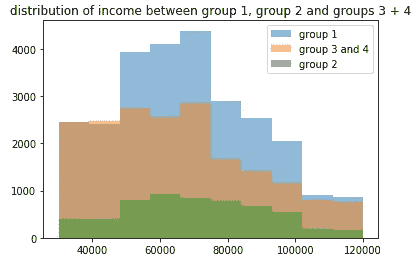 distribution of income between group 1, group 2 and groups 3 + 4
group 1
group 3 and 4
group 2
4000
3000
2000
1000
0
40000 60000 80000 100000 120000